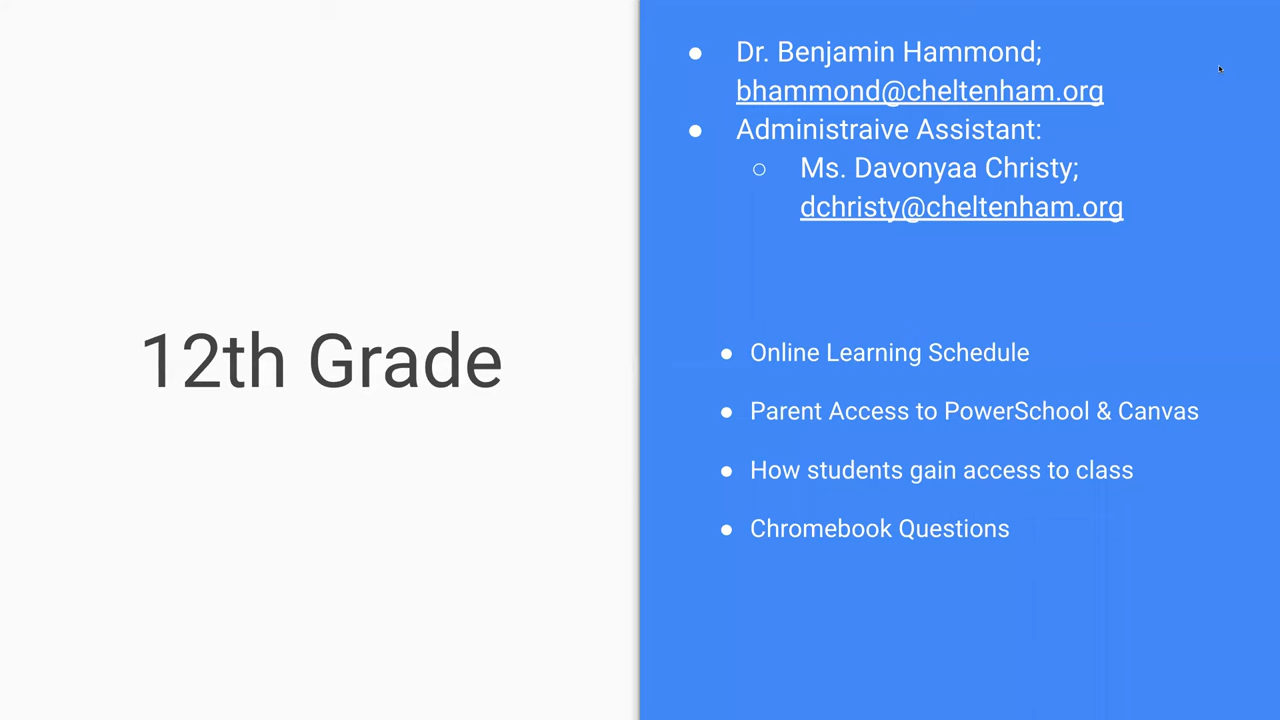 12th Grade
● Dr. Benjamin Hammond;
bhammond@cheltenham.org
● Administraive Assistant:
○ Ms. Davonyaa Christy;
dchristy@cheltenham.org
● Online Learning Schedule
● Parent Access to PowerSchool & Canvas
● How students gain access to class
● Chromebook Questions